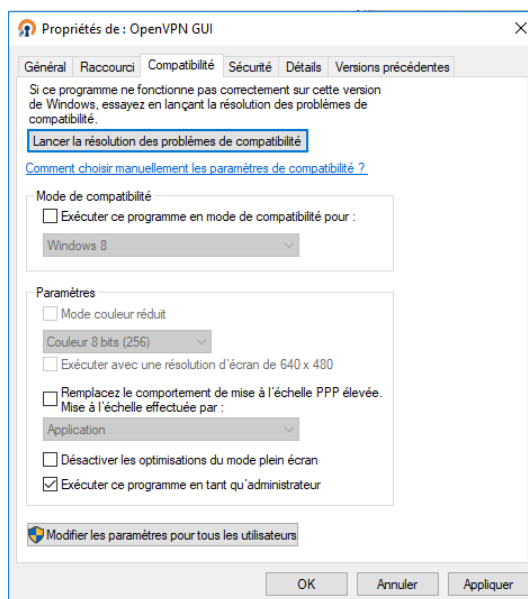 Propriétés de : OpenVPN GUI
Général Raccourci Compatibilité Sécurité Détails Versions précédentes
Si ce programme ne fonctionne pas correctement sur cette version
de Windows, essayez en lançant la résolution des problèmes de
compatibilité.
Lancer la résolution des problèmes de compatibilité
Comment choisir manuellement les paramètres de compatibilité ?
Mode de compatibilité
Exécuter ce programme en mode de compatibilité pour :
Windows 8
Paramètres
Mode couleur réduit
Couleur 8 bits (256)
Exécuter avec une résolution d'écran de 640 x 480
Remplacez le comportement de mise à l'échelle PPP élevée.
Mise à l'échelle effectuée par :
Application
Désactiver les optimisations du mode plein écran
Exécuter ce programme en tant qu'administrateur
Modifier les paramètres pour tous les utilisateurs
OK Annuler Appliquer